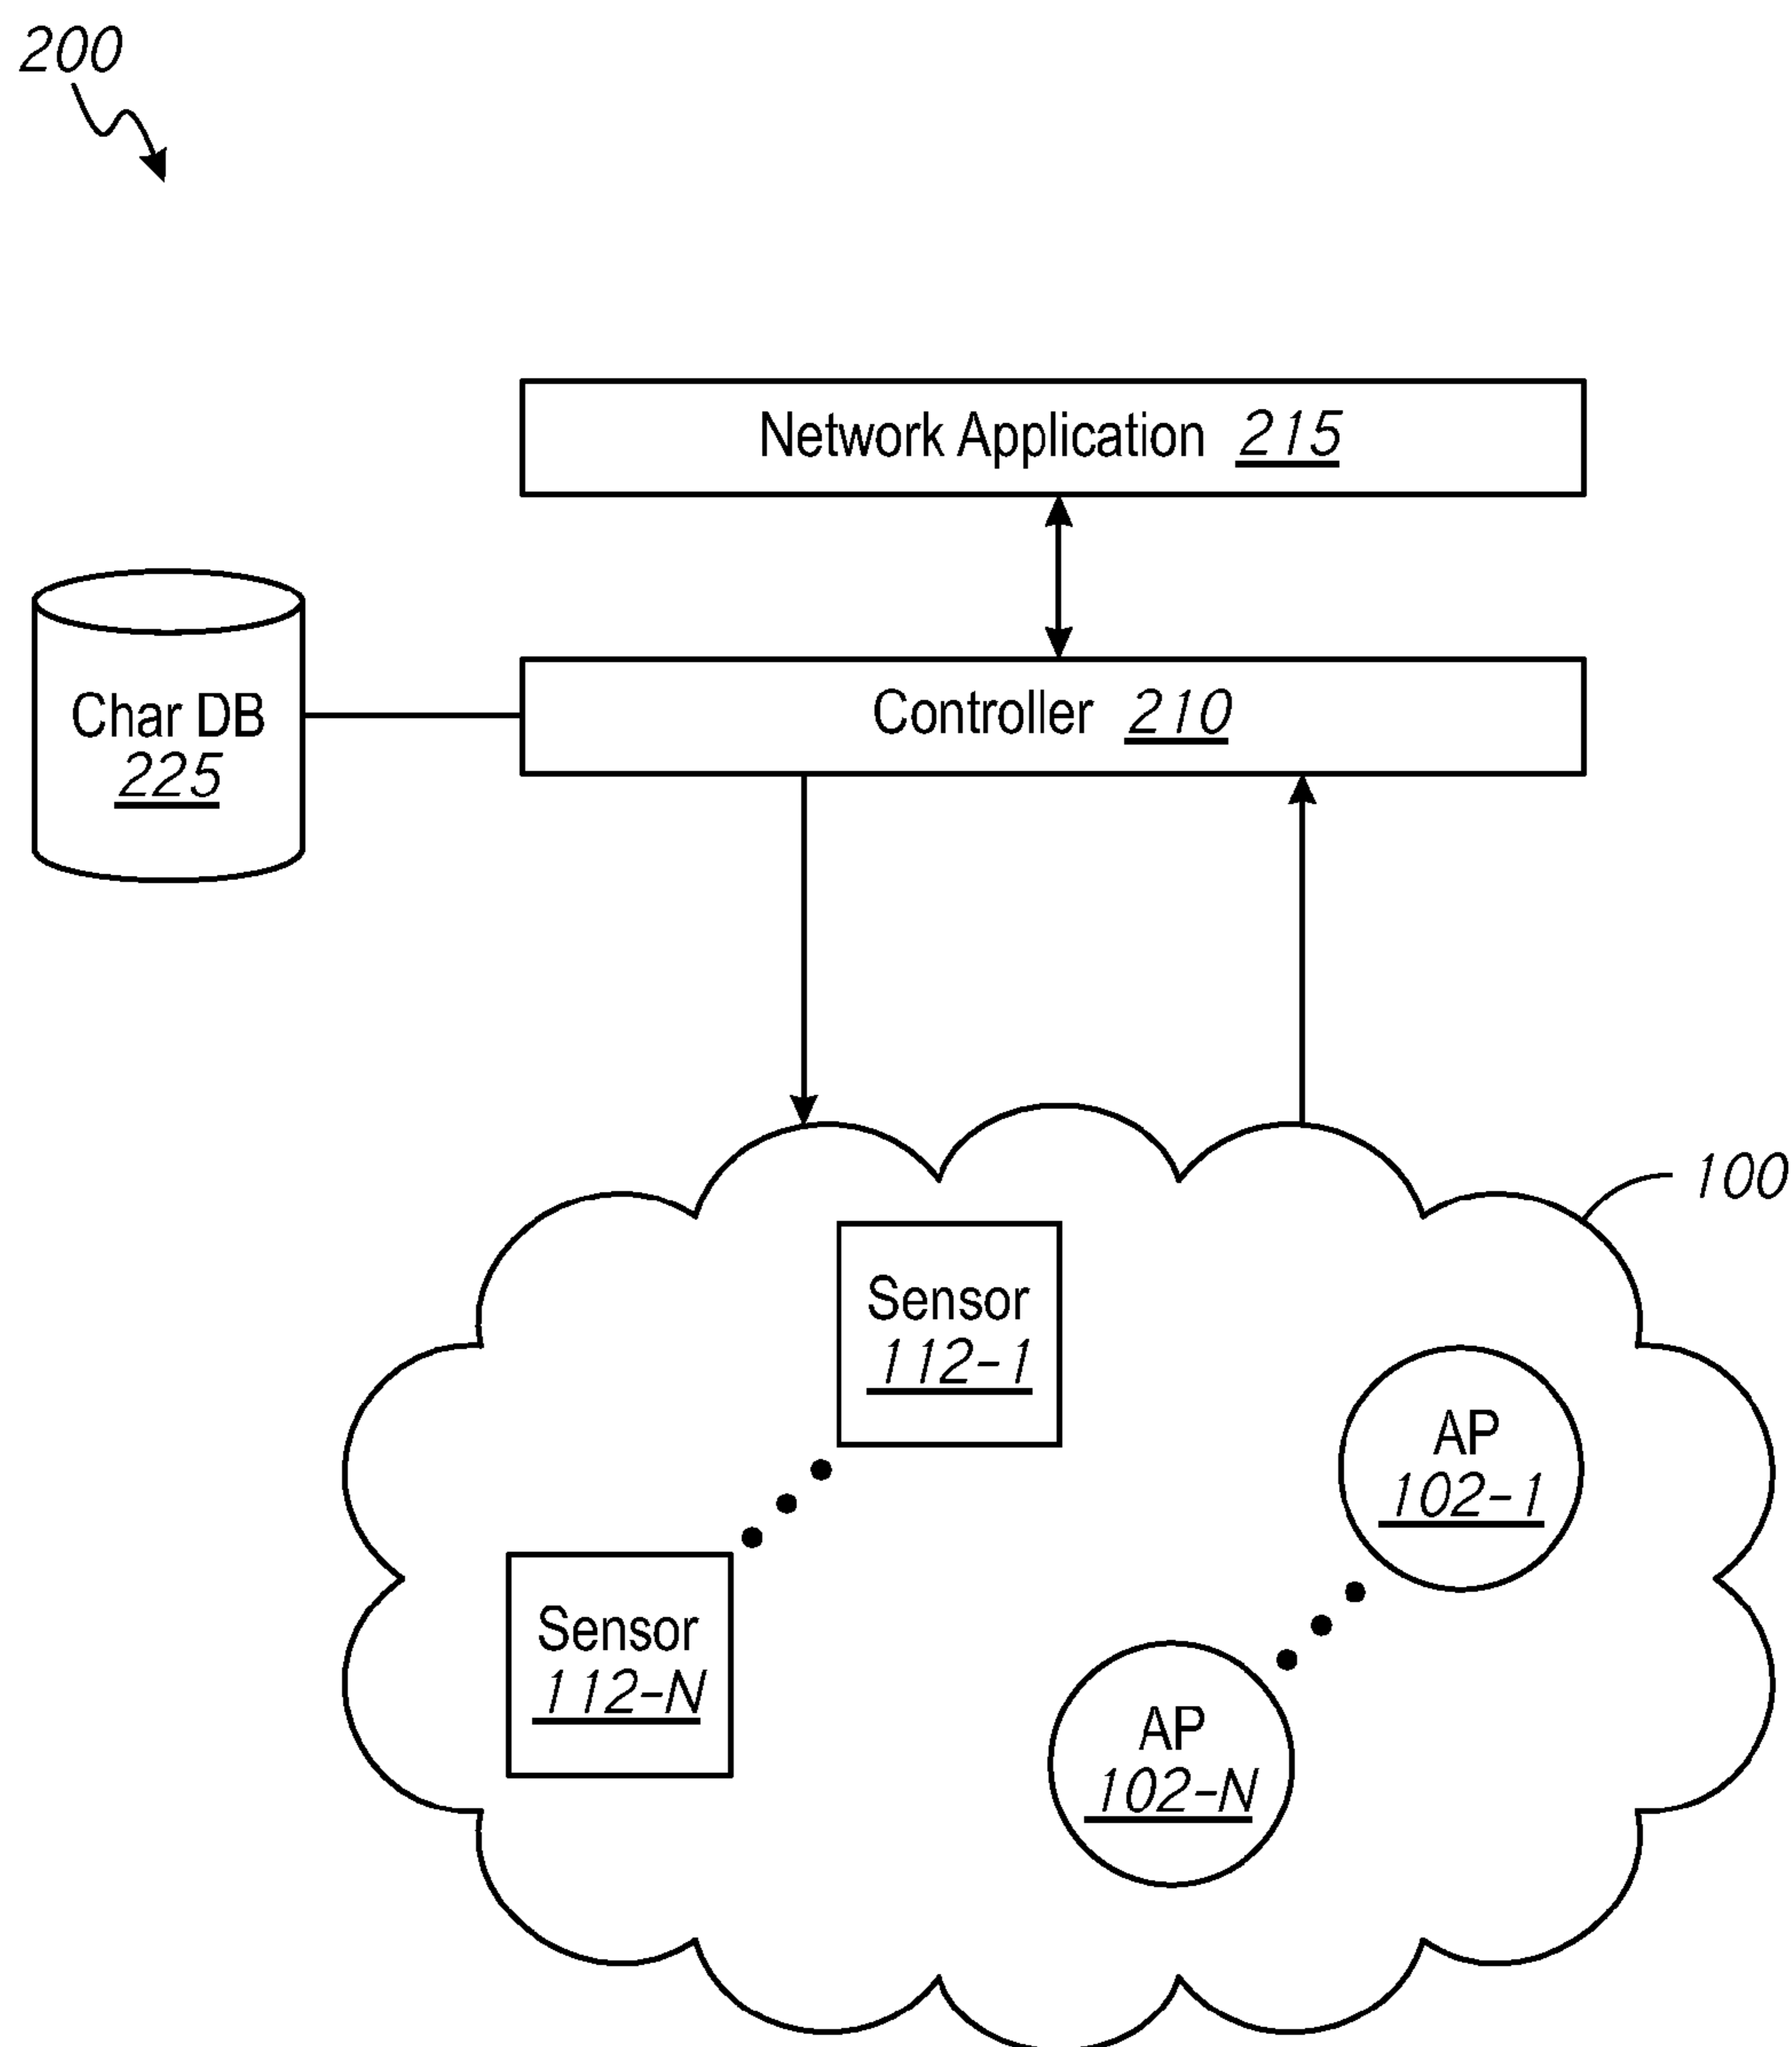 200
Network Application 215
Char DB
225
Controller 210
100
Sensor
112-1
AP
102-1
Sensor
112-N
AP
102-N